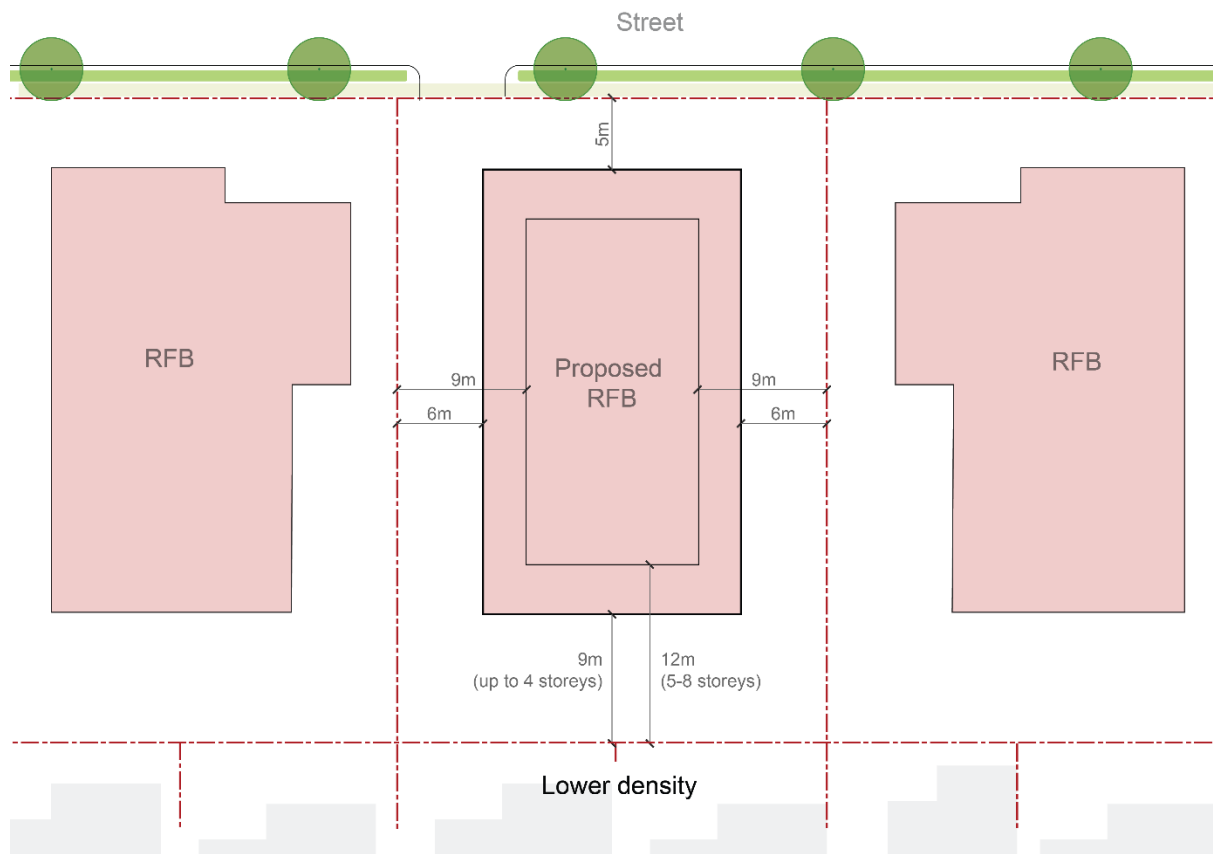 Street
5m
RFB
Proposed
RFB
RFB
9m
9m
6m
6m
9m
(up to 4 storeys)
12m
(5-8 storeys)
Lower density